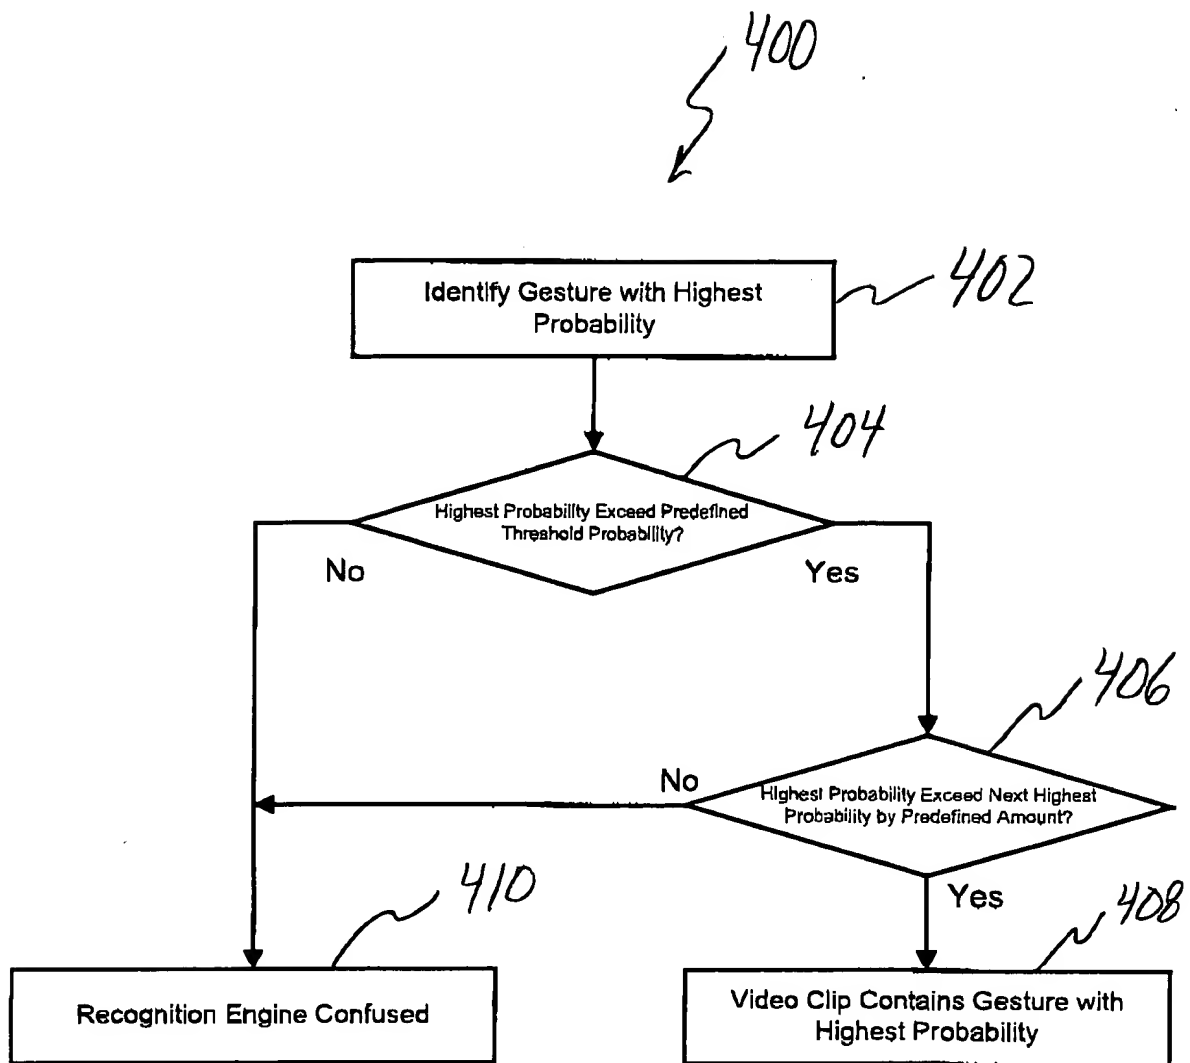 400
Identify Gesture with Highest
Probability
402
404
Highest Probability Exceed Predefined
Threshold Probability?
No
Yes
406
No
Highest Probability Exceed Next Highest
Probability by Predefined Amount?
Yes
410
408
Recognition Engine Confused
Video Clip Contains Gesture with
Highest Probability